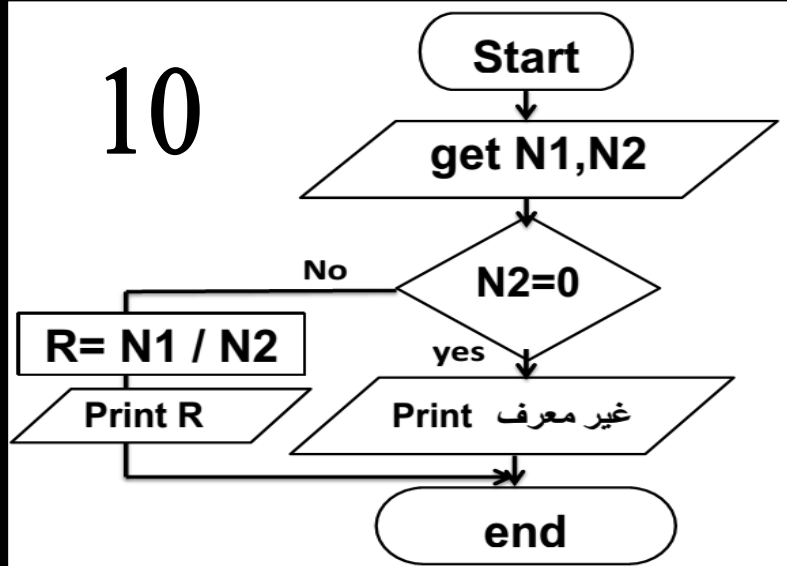 10
Start
get N1,N2
N2=0
No
R= N1 / N2
Print R
yes
Print غير معرف
end